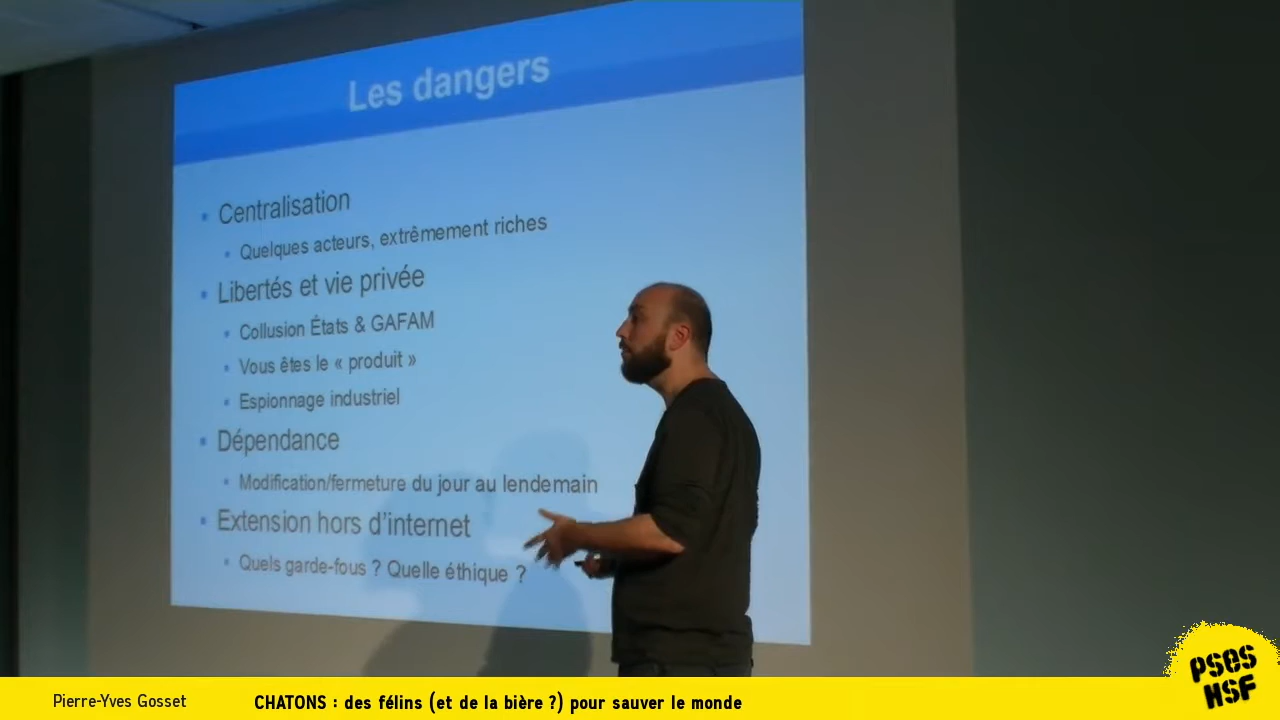 Les dangers
Centralisation
Quelques acteurs, extrêmement riches
Libertés et vie privée
Collusion États & GAFAM
Vous êtes le « produit »
Espionnage industriel
Dépendance
Modification/fermeture du jour au lendemain
Extension hors d'internet
Quels garde-fous ? Quelle éthique ?
PSES
HSF
Pierre-Yves Gosset CHATONS : des félins (et de la bière ?) pour sauver le monde